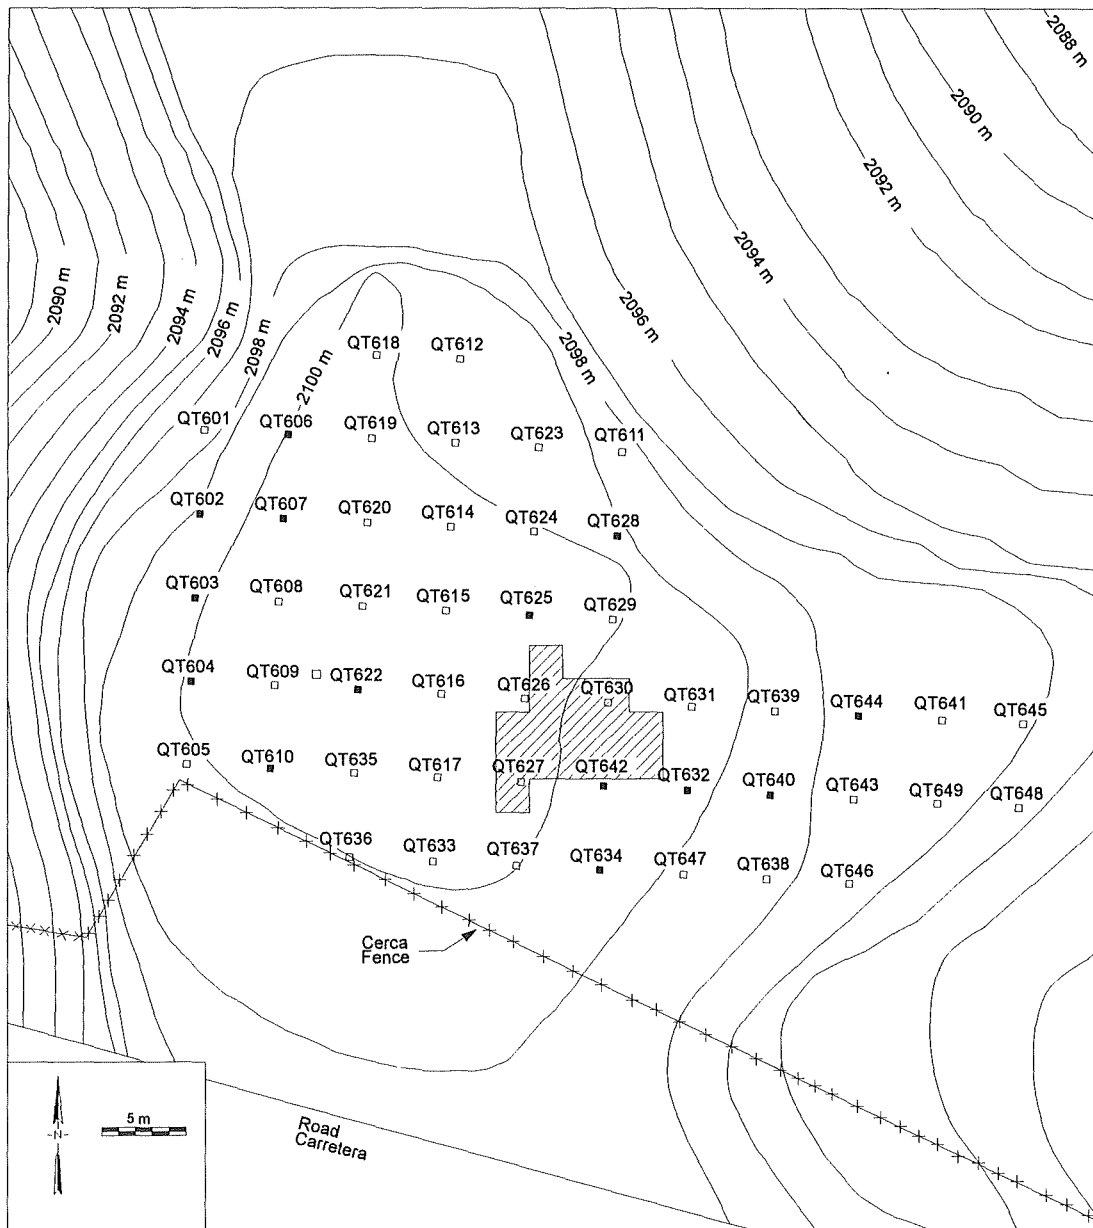 2088 m
2090 m
2092 m
2094 m
2096 m
2098 m
2090 m
2092 m
2094 m
2096 m
2098 m
2100 m
QT618 QT612
QT601 QT606 QT619 QT613 QT623 QT611
QT602 QT607 QT620 QT614 QT624 QT628
QT603 QT608 QT621 QT615 QT625 QT629
QT604 QT609 QT622 QT616 QT626 QT630 QT631 QT639 QT644 QT641 QT645
QT605 QT610 QT635 QT617 QT627 QT642 QT632 QT640 QT643 QT649 QT648
QT636 QT633 QT637 QT634 QT647 QT638 QT646
Cerca
Fence
Road
Carretera
N
5 m